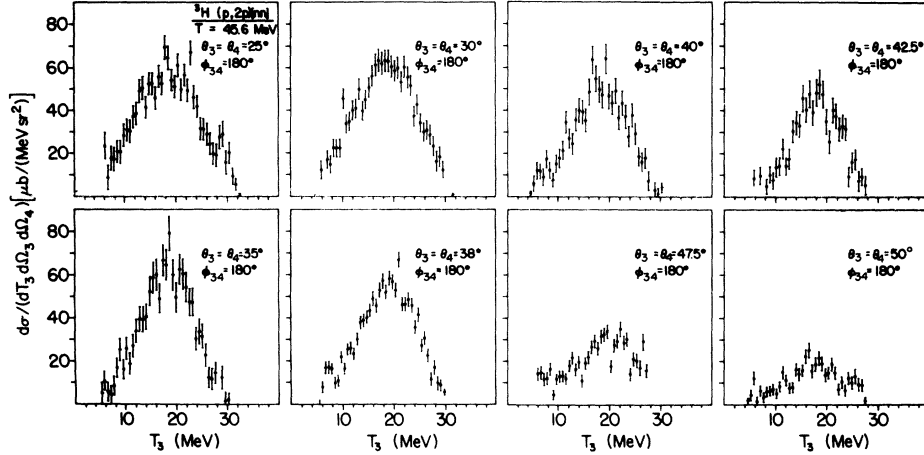 ³H (p,2p)[nn]
T = 45.6 MeV
θ₃ = θ₄ = 25°
ϕ₃₄ = 180°
θ₃ = θ₄ = 30°
ϕ₃₄ = 180°
θ₃ = θ₄ = 40°
ϕ₃₄ = 180°
θ₃ = θ₄ = 42.5°
ϕ₃₄ = 180°
80
60
40
20
dσ/(dT₃ dΩ₃ dΩ₄)[μb/(MeV sr²)]
θ₃ = θ₄ = 35°
ϕ₃₄ = 180°
θ₃ = θ₄ = 38°
ϕ₃₄ = 180°
θ₃ = θ₄ = 47.5°
ϕ₃₄ = 180°
θ₃ = θ₄ = 50°
ϕ₃₄ = 180°
80
60
40
20
10 20 30
10 20 30
10 20 30
10 20 30
T₃ (MeV)
T₃ (MeV)
T₃ (MeV)
T₃ (MeV)